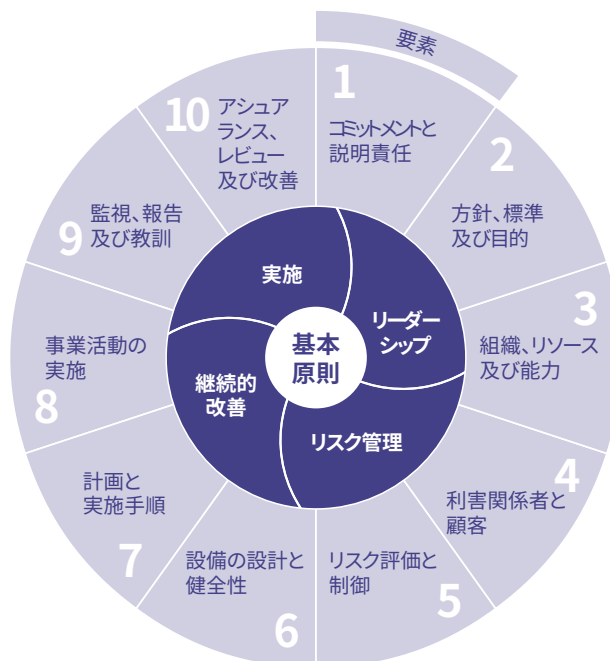 要素
1
コミットメントと
説明責任
2
方針、標準
及び目的
3
組織、リソース
及び能力
4
利害関係者と
顧客
5
リスク評価と
制御
6
設備の設計と
健全性
7
計画と
実施手順
8
事業活動の
実施
9
監視、報告
及び教訓
10
アシュア
ランス、
レビュー
及び改善
実施
リーダー
シップ
リスク管理
継続的
改善
基本
原則